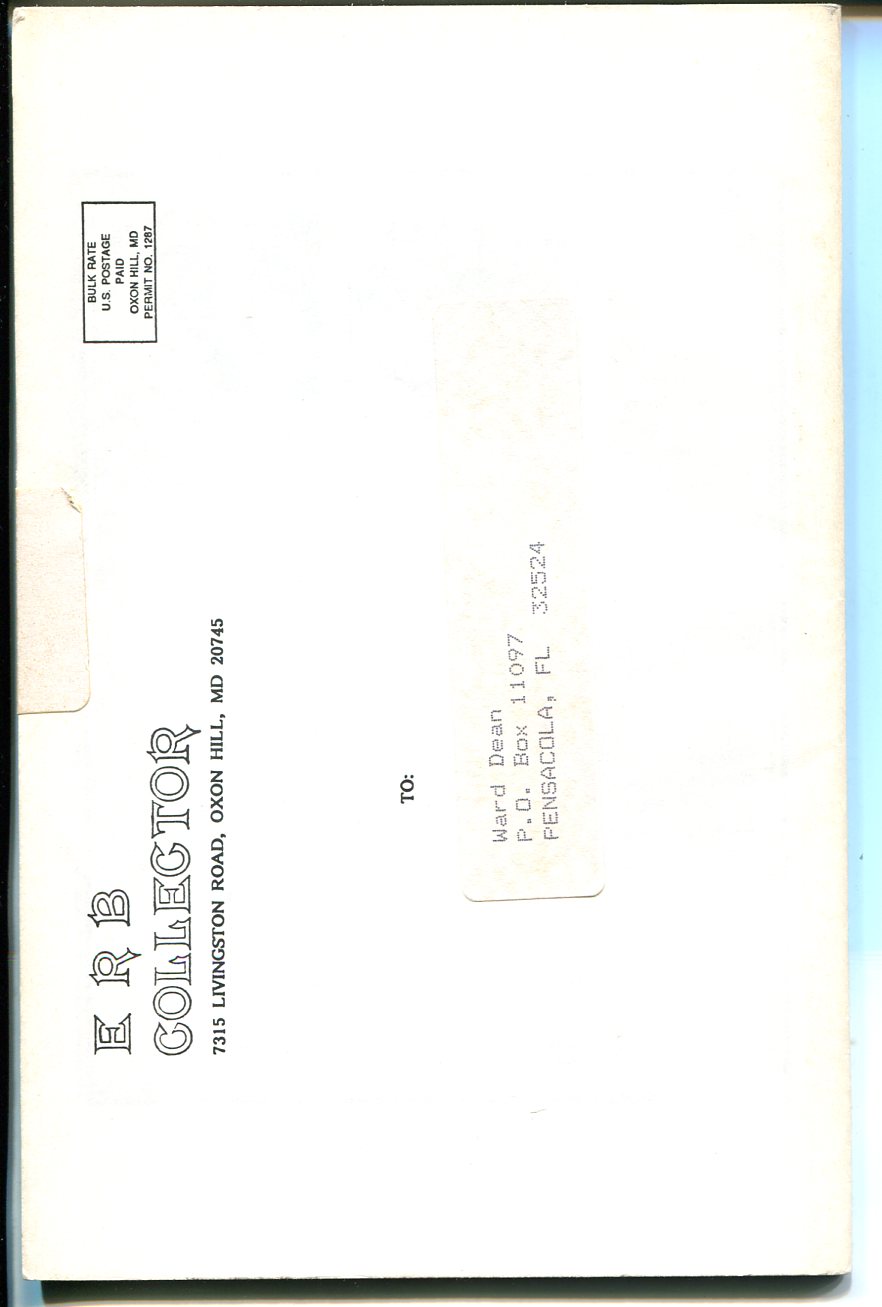 E R B
COLLECTOR
7315 LIVINGSTON ROAD, OXON HILL, MD 20745
BULK RATE
U.S. POSTAGE
PAID
OXON HILL, MD
PERMIT NO. 1287
TO:
Ward Dean
P.O. Box 11097
PENSACOLA, FL 32524